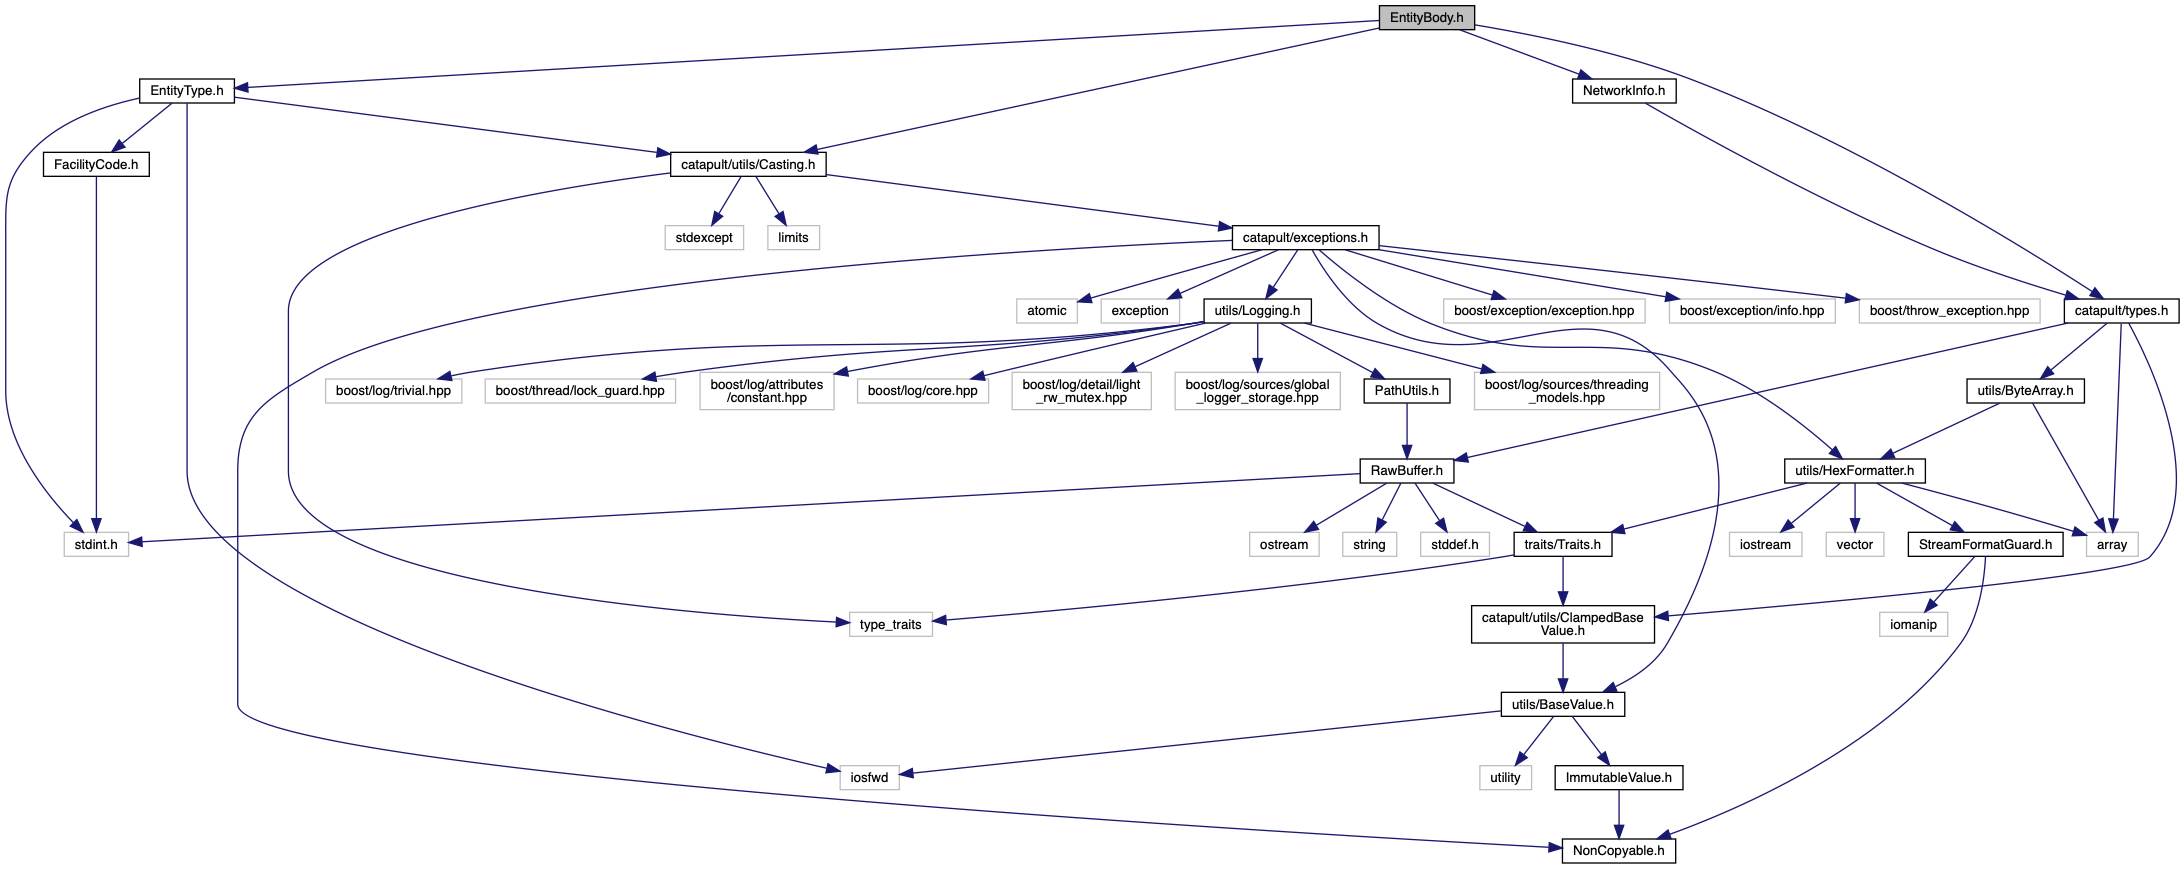 EntityBody.h
EntityType.h
NetworkInfo.h
FacilityCode.h
catapult/utils/Casting.h
stdexcept
limits
catapult/exceptions.h
atomic
exception
utils/Logging.h
boost/exception/exception.hpp
boost/exception/info.hpp
boost/throw_exception.hpp
catapult/types.h
boost/log/trivial.hpp
boost/thread/lock_guard.hpp
boost/log/attributes
/constant.hpp
boost/log/core.hpp
boost/log/detail/light
_rw_mutex.hpp
boost/log/sources/global
_logger_storage.hpp
PathUtils.h
boost/log/sources/threading
_models.hpp
utils/ByteArray.h
RawBuffer.h
utils/HexFormatter.h
stdint.h
ostream
string
stddef.h
traits/Traits.h
iostream
vector
StreamFormatGuard.h
array
type_traits
catapult/utils/ClampedBase
Value.h
iomanip
utils/BaseValue.h
iosfwd
utility
ImmutableValue.h
NonCopyable.h